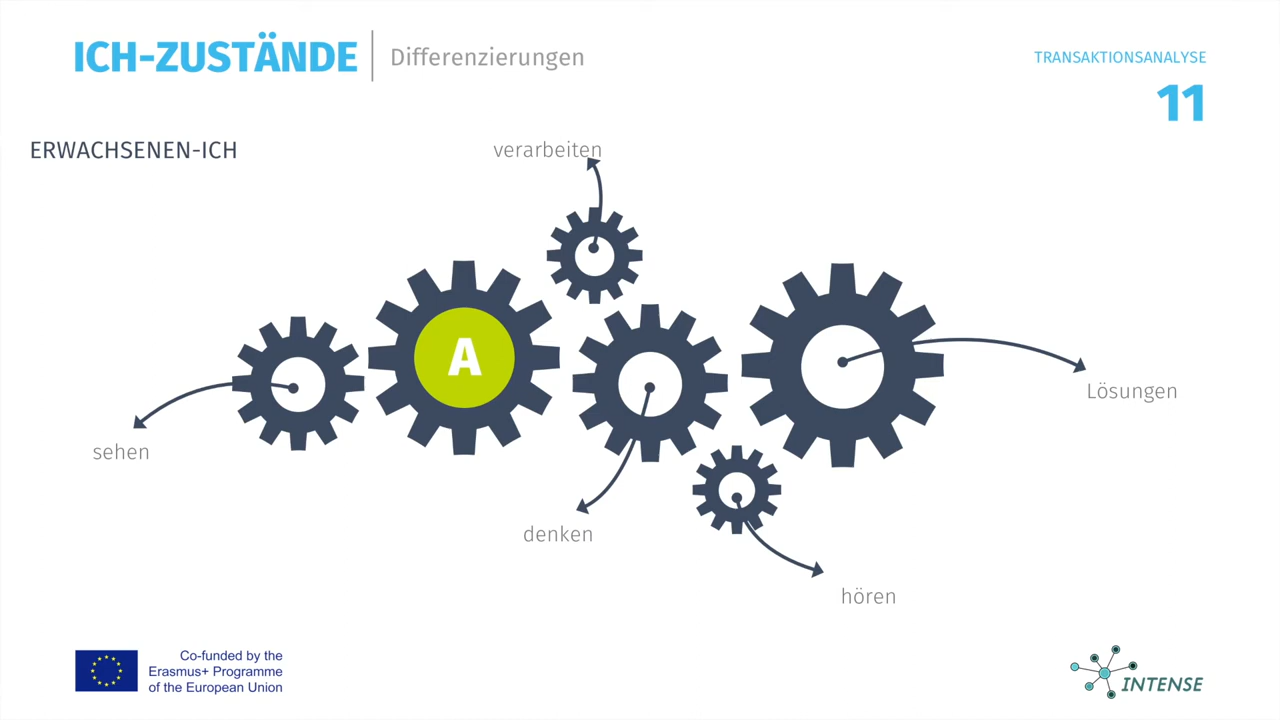 ICH-ZUSTÄNDE
Differenzierungen
TRANSAKTIONSANALYSE
11
ERWACHSENEN-ICH
verarbeiten
A
Lösungen
sehen
denken
hören
Co-funded by the
Erasmus+ Programme
of the European Union
INTENSE